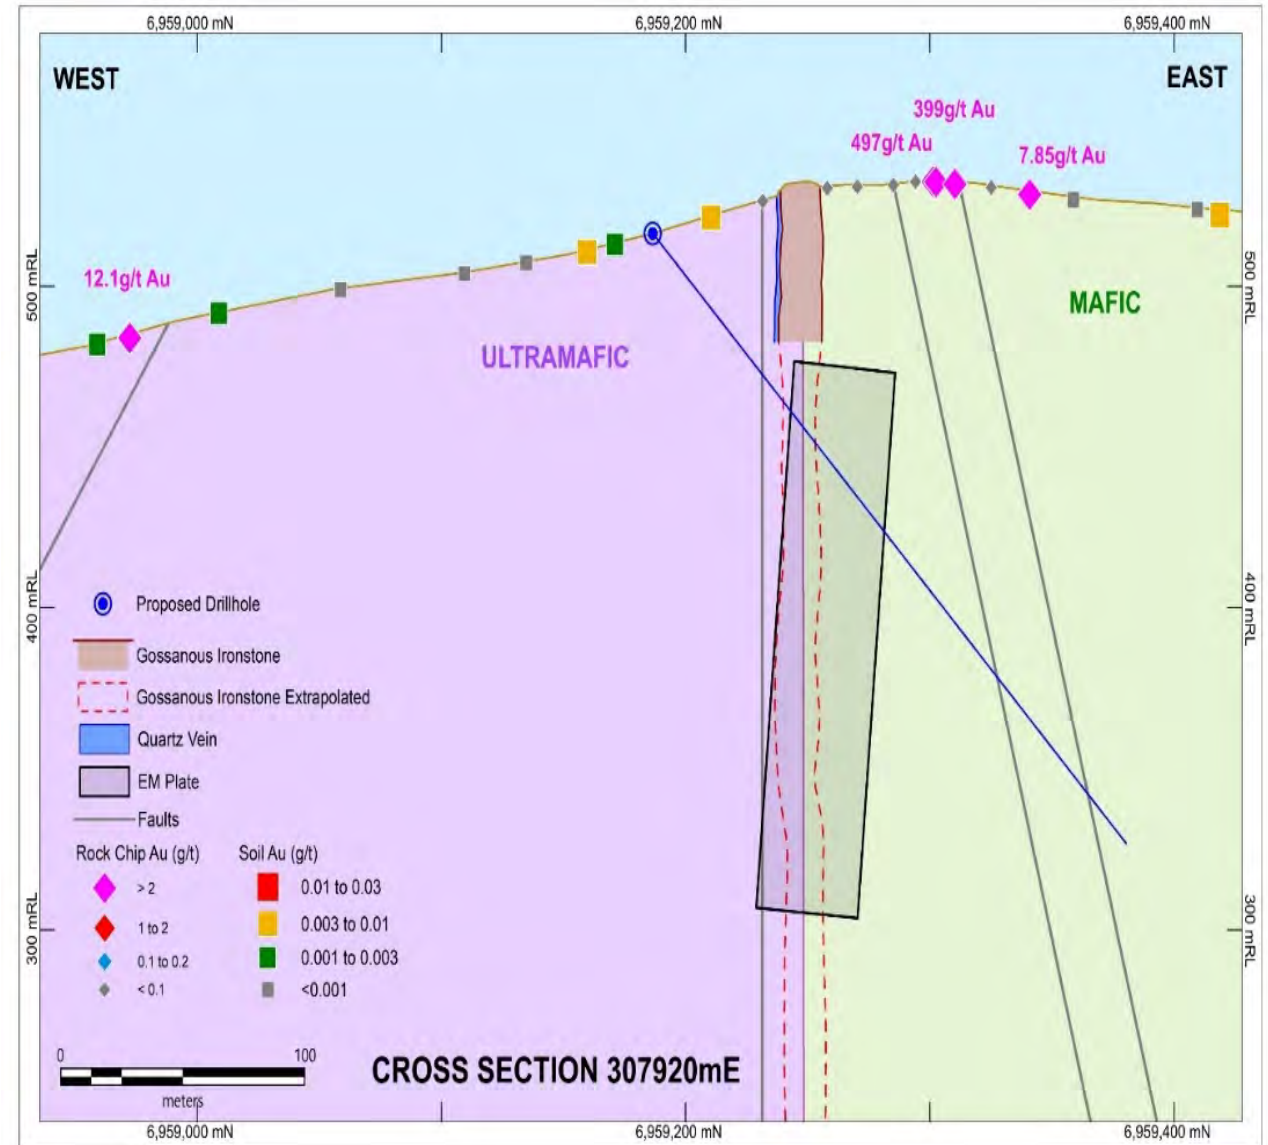 6,959,000 mN
6,959,200 mN
6,959,400 mN
WEST
EAST
399g/t Au
497g/t Au
7.85g/t Au
12.1g/t Au
500 mRL
500 mRL
MAFIC
ULTRAMAFIC
400 mRL
400 mRL
Proposed Drillhole
Gossanous Ironstone
Gossanous Ironstone Extrapolated
Quartz Vein
EM Plate
Faults
Rock Chip Au (g/t)
> 2
1 to 2
0.1 to 0.2
< 0.1
Soil Au (g/t)
0.01 to 0.03
0.003 to 0.01
0.001 to 0.003
<0.001
300 mRL
300 mRL
0
100
meters
CROSS SECTION 307920mE
6,959,000 mN
6,959,200 mN
6,959,400 mN